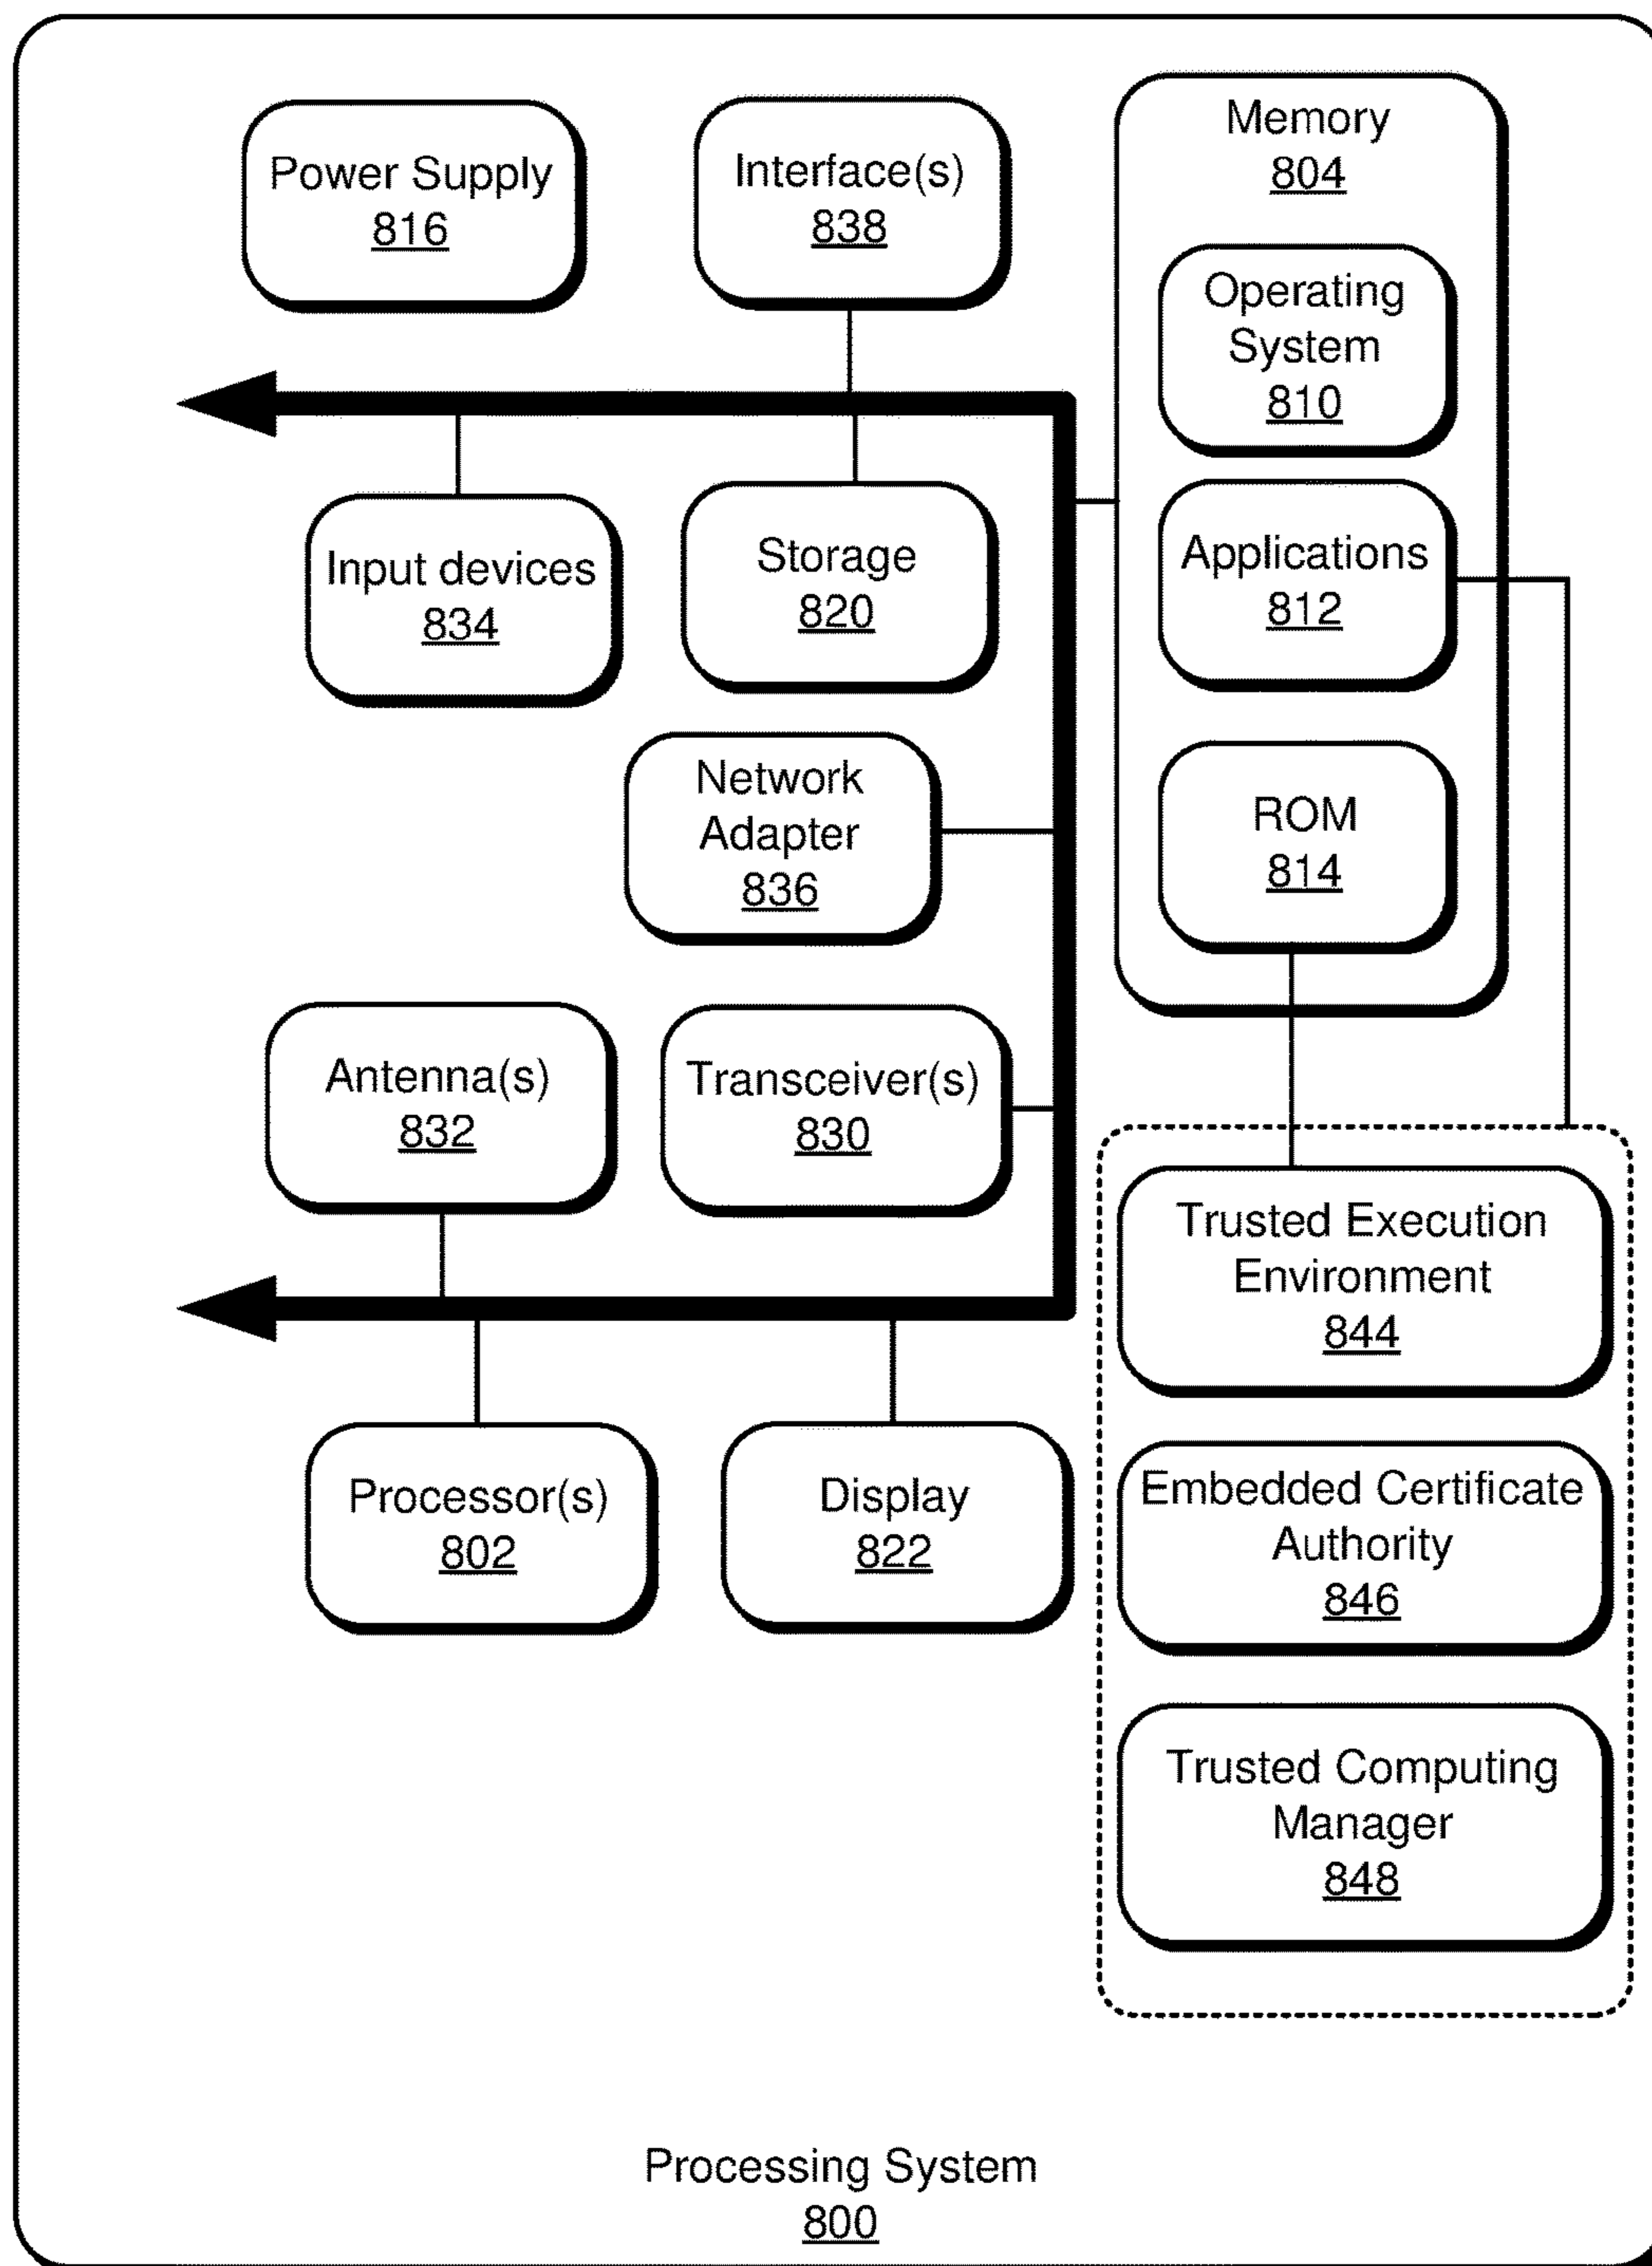 Power Supply
816
Interface(s)
838
Memory
804
Operating
System
810
Applications
812
ROM
814
Input devices
834
Storage
820
Network
Adapter
836
Antenna(s)
832
Transceiver(s)
830
Trusted Execution
Environment
844
Embedded Certificate
Authority
846
Trusted Computing
Manager
848
Processor(s)
802
Display
822
Processing System
800